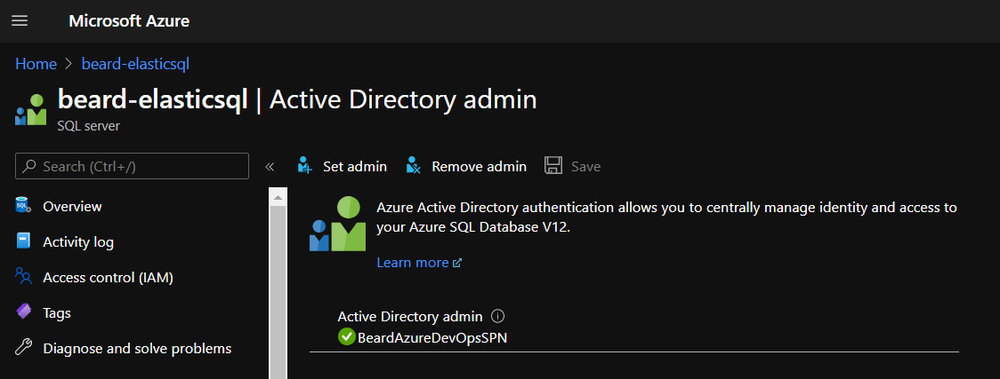 Microsoft Azure
Home > beard-elasticsql
beard-elasticsql | Active Directory admin
SQL server
Search (Ctrl+/)
« Set admin Remove admin Save
Overview
Activity log
Access control (IAM)
Tags
Diagnose and solve problems
Azure Active Directory authentication allows you to centrally manage identity and access to
your Azure SQL Database V12.
Learn more
Active Directory admin
BeardAzureDevOpsSPN